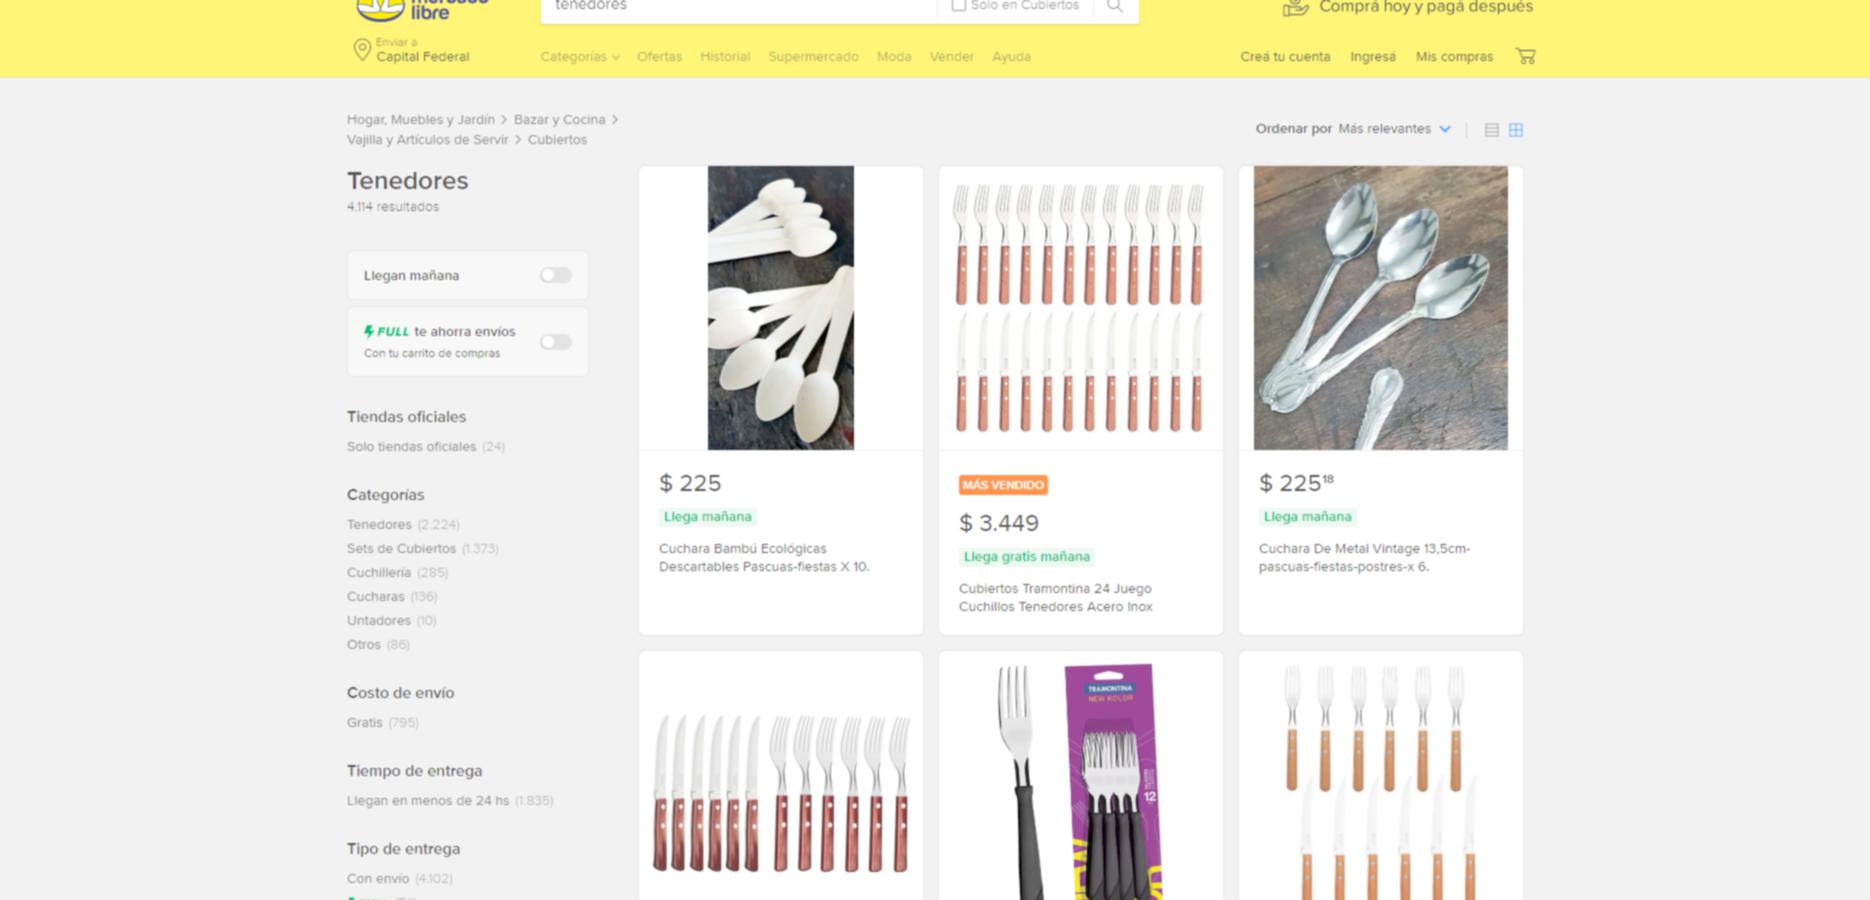 libre
tenedores
Solo en Cubiertos
Comprá hoy y pagá después
Enviar a
Capital Federal
Categorías Ofertas Historial Supermercado Moda Vender Ayuda
Creá tu cuenta Ingresá Mis compras
Hogar, Muebles y Jardín > Bazar y Cocina >
Vajilla y Artículos de Servir > Cubiertos
Ordenar por Más relevantes
Tenedores
4.114 resultados
Llegan mañana
FULL te ahorra envíos
Con tu carrito de compras
Tiendas oficiales
Solo tiendas oficiales (24)
Categorías
Tenedores (2.224)
Sets de Cubiertos (1.373)
Cuchillería (285)
Cucharas (136)
Untadores (10)
Otros (86)
Costo de envío
Gratis (795)
Tiempo de entrega
Llegan en menos de 24 hs (1.835)
Tipo de entrega
Con envío (4.102)
$ 225
Llega mañana
Cuchara Bambú Ecológicas
Descartables Pascuas-fiestas X 10.
MÁS VENDIDO
$ 3.449
Llega gratis mañana
Cubiertos Tramontina 24 Juego
Cuchillos Tenedores Acero Inox
$ 225 18
Llega mañana
Cuchara De Metal Vintage 13,5cm-
pascuas-fiestas-postres-x 6.
TRAMONTINA
NEW KOLOR
12